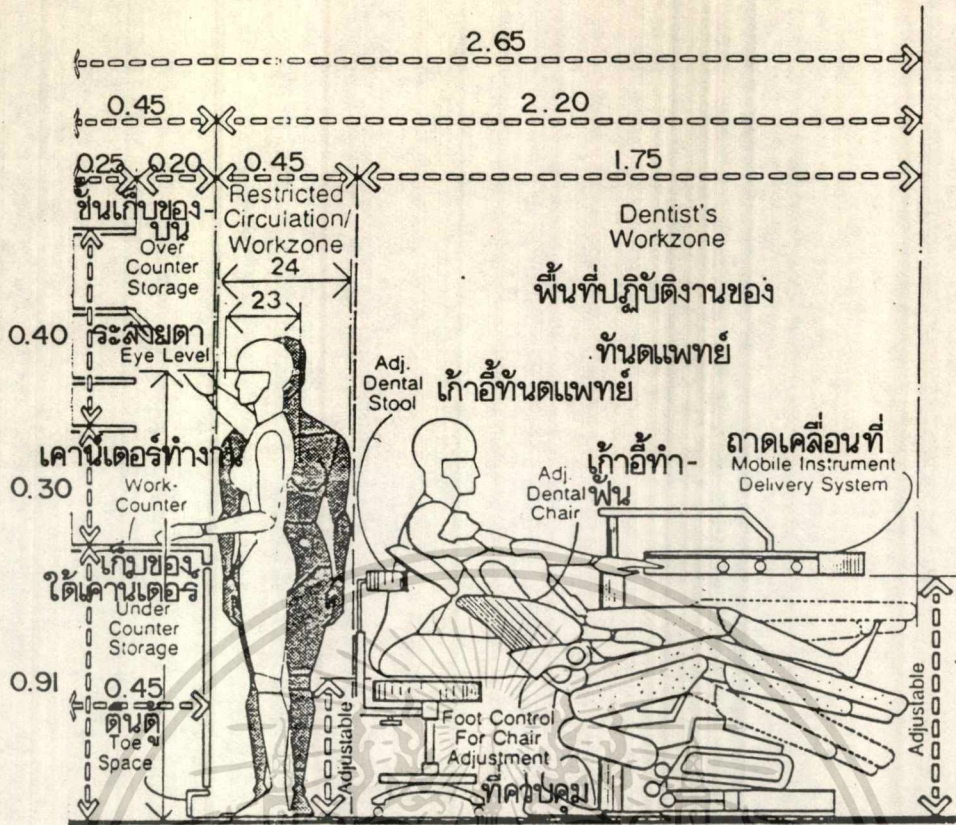 2.65
0.45
2.20
0.25
0.20
0.45
1.75
ชั้นเก็บของ-
บน
Over
Counter
Storage
Restricted
Circulation/
Workzone
24
23
Dentist's
Workzone
พื้นที่ปฏิบัติงานของ
ทันตแพทย์
0.40
ระสายตา
Eye Level
Adj.
Dental
Stool
เก้าอี้ทันตแพทย์
เคาน์เตอร์ทำงาน
0.30
Work-
Counter
Adj.
Dental
Chair
เก้าอี้ทำ-
ฟัน
ถาดเคลื่อนที่
Mobile Instrument
Delivery System
เก็บของ
ใต้เคาน์เตอร์
Under
Counter
Storage
0.91
0.45
Toe
Space
Adjustable
Foot Control
For Chair
Adjustment
ที่ควบคุม
Adjustable